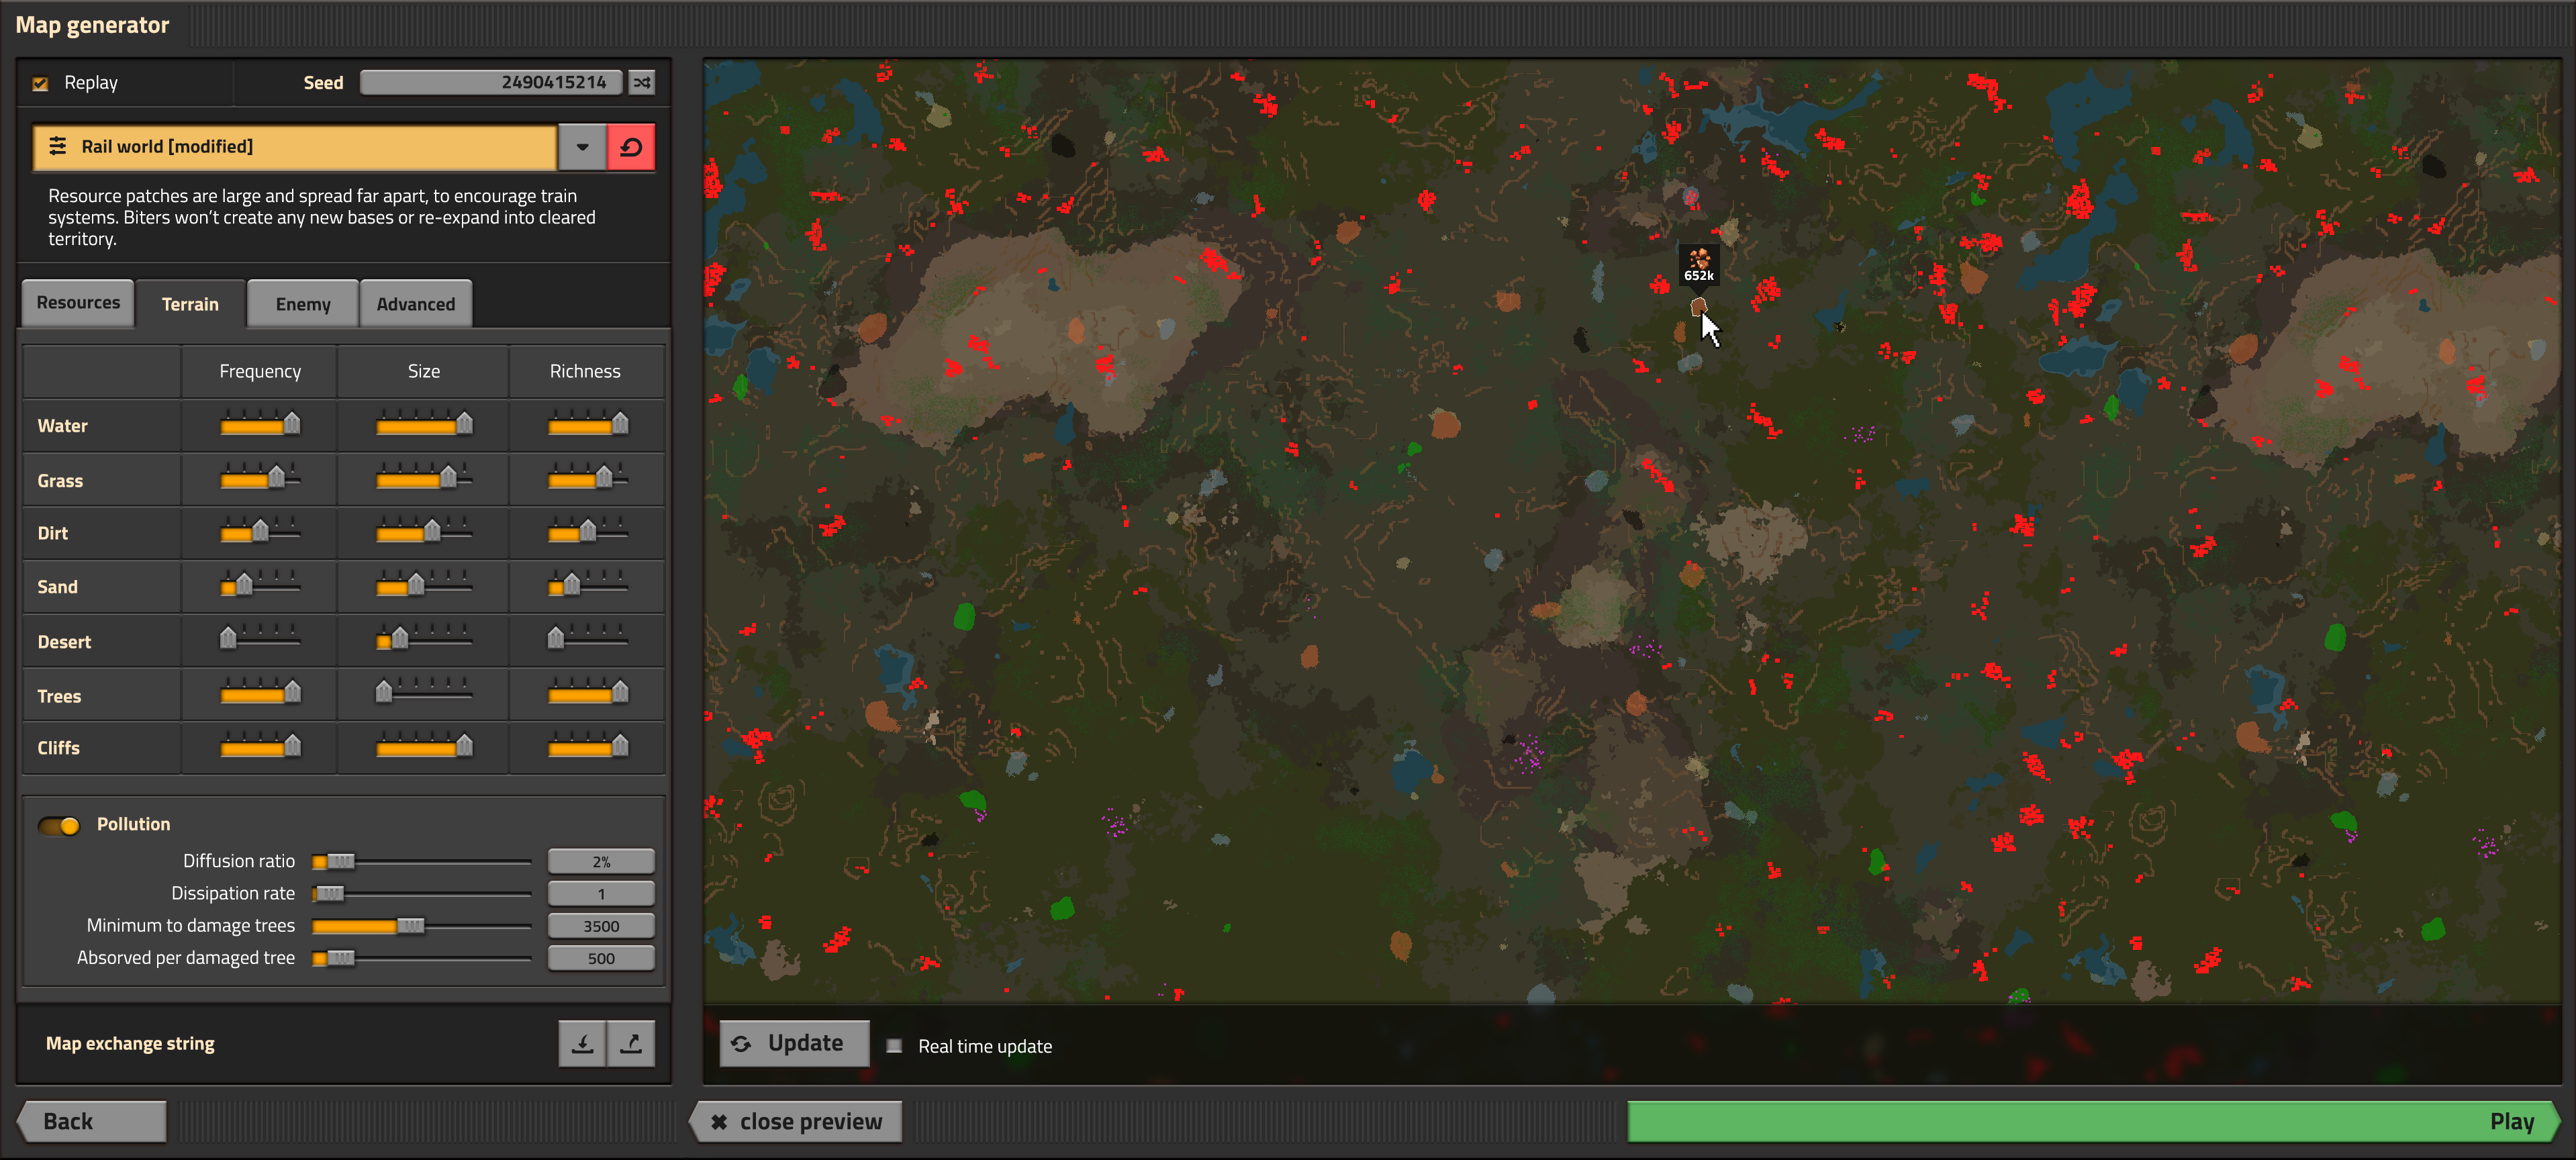 Map generator
Replay
Seed
2490415214
Rail world [modified]
Resource patches are large and spread far apart, to encourage train
systems. Biters won't create any new bases or re-expand into cleared
territory.
Resources
Terrain
Enemy
Advanced
Frequency
Size
Richness
Water
Grass
Dirt
Sand
Desert
Trees
Cliffs
Pollution
Diffusion ratio
2%
Dissipation rate
1
Minimum to damage trees
3500
Absorved per damaged tree
500
Map exchange string
652k
Update
Real time update
Back
close preview
Play